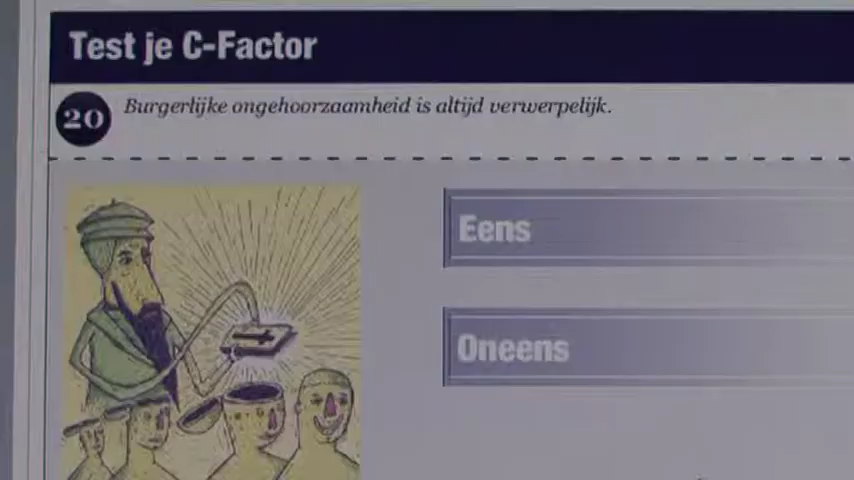 Test je C-Factor
20 Burgerlijke ongehoorzaamheid is altijd verwerpelijk.
Eens
Oneens